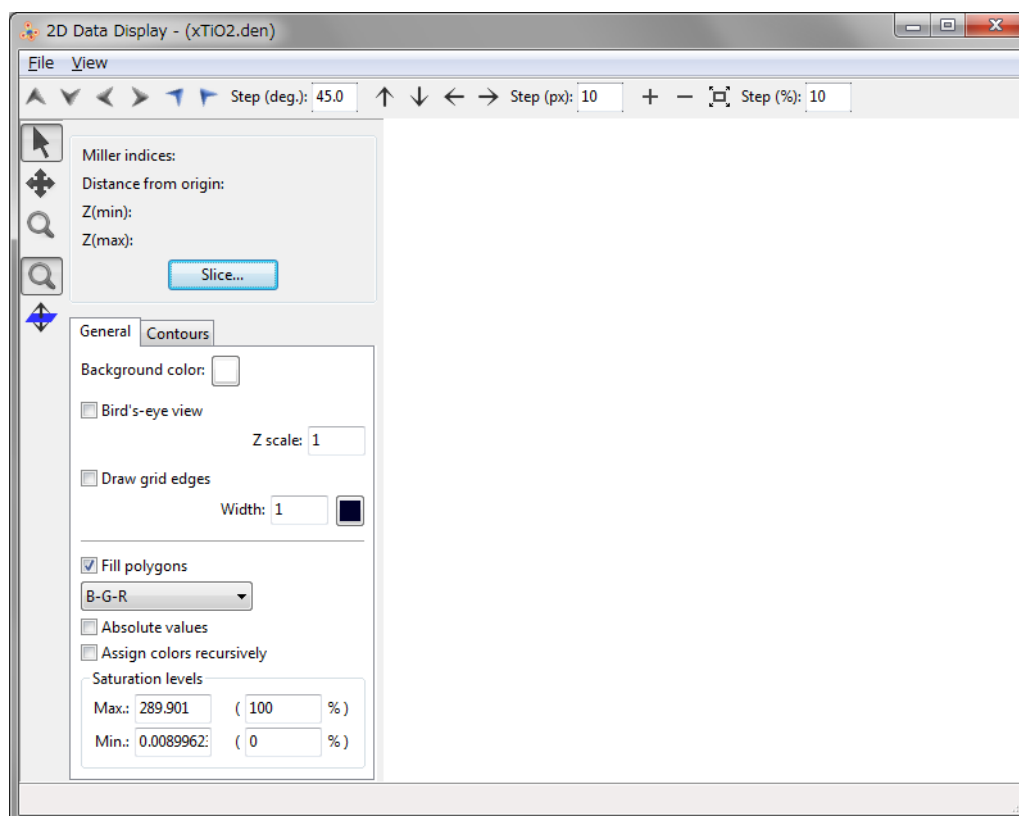 2D Data Display - (xTiO2.den)
File View
Step (deg.): 45.0 Step (px): 10 Step (%): 10
Miller indices:
Distance from origin:
Z(min):
Z(max):
Slice...
General Contours
Background color:
Bird's-eye view
Z scale: 1
Draw grid edges
Width: 1
Fill polygons
B-G-R
Absolute values
Assign colors recursively
Saturation levels
Max.: 289.901 ( 100 % )
Min.: 0.0089962 ( 0 % )